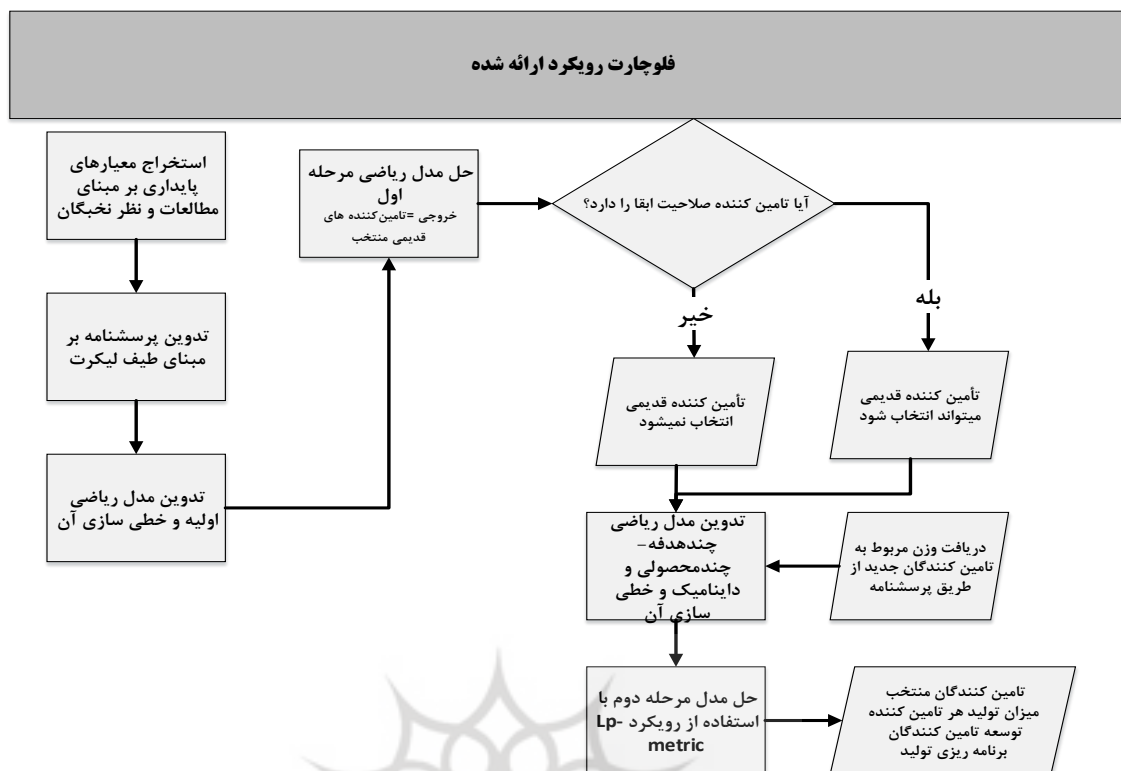 فلوچارت رویکرد ارائه شده
استخراج معیارهای
پایداری بر مبنای
مطالعات و نظر نخبگان
تدوین پرسشنامه بر
مبنای طیف لیکرت
تدوین مدل ریاضی
اولیه و خطی سازی آن
حل مدل ریاضی مرحله
اول
خروجی =تامین‌کننده های
قدیمی منتخب
آیا تامین کننده صلاحیت ابقا را دارد؟
خیر
بله
تأمین کننده قدیمی
انتخاب نمیشود
تأمین کننده قدیمی
میتواند انتخاب شود
تدوین مدل ریاضی
چندهدفه–
چندمحصولی و
داینامیک و خطی
سازی آن
دریافت وزن مربوط به
تامین کنندگان جدید از
طریق پرسشنامه
حل مدل مرحله دوم با
استفاده از رویکرد Lp-
metric
تامین کنندگان منتخب
میزان تولید هر تامین کننده
توسعه تامین کنندگان
برنامه ریزی تولید